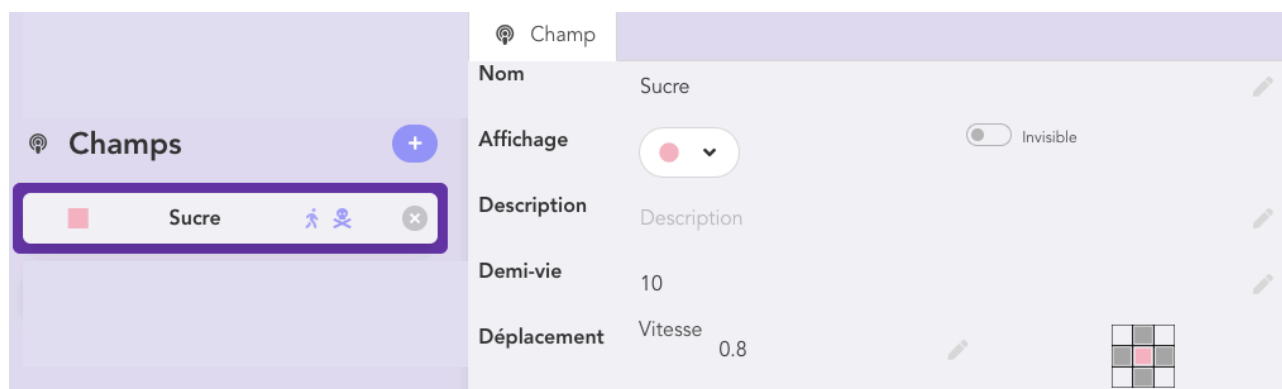 Champ
Nom
Sucre
Champs
+
Affichage
Invisible
Sucre
Description
Description
Demi-vie
10
Déplacement
Vitesse
0.8